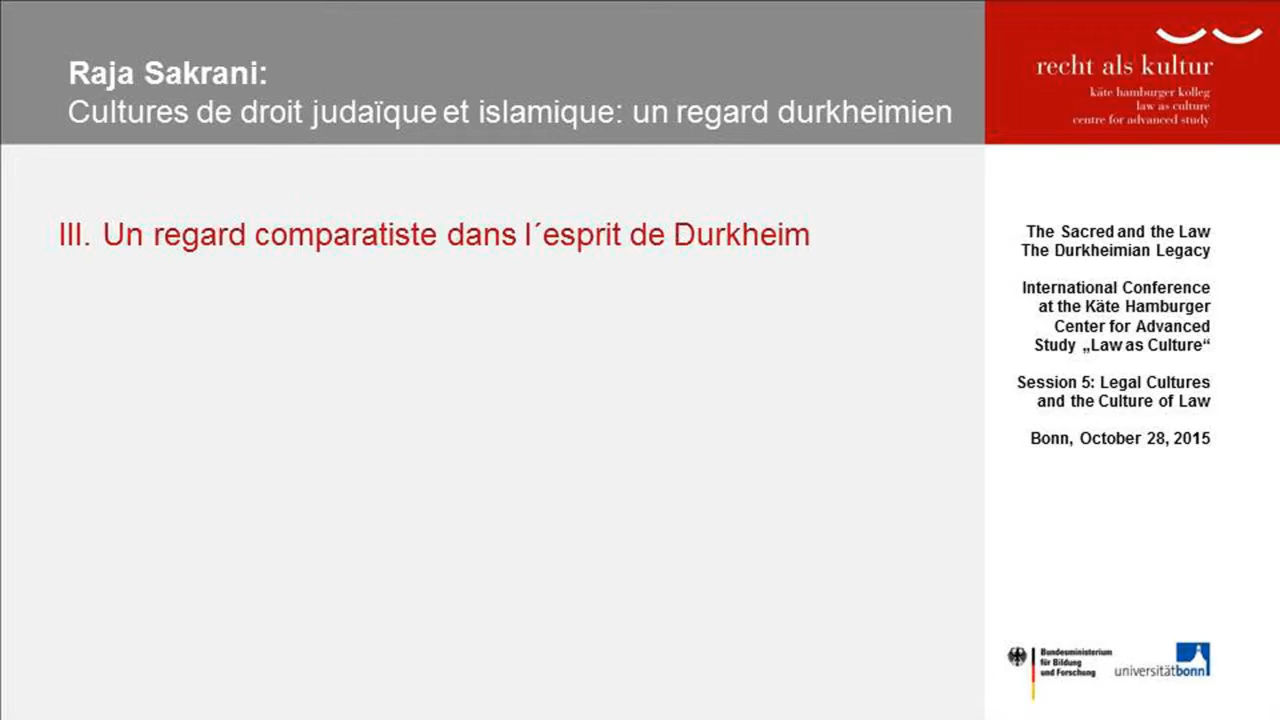 Raja Sakrani:
Cultures de droit judaïque et islamique: un regard durkheimien
recht als kultur
käte hamburger kolleg
law as culture
centre for advanced study
III. Un regard comparatiste dans l´esprit de Durkheim
The Sacred and the Law
The Durkheimian Legacy
International Conference
at the Käte Hamburger
Center for Advanced
Study „Law as Culture“
Session 5: Legal Cultures
and the Culture of Law
Bonn, October 28, 2015
Bundesministerium
für Bildung
und Forschung
universitätbonn